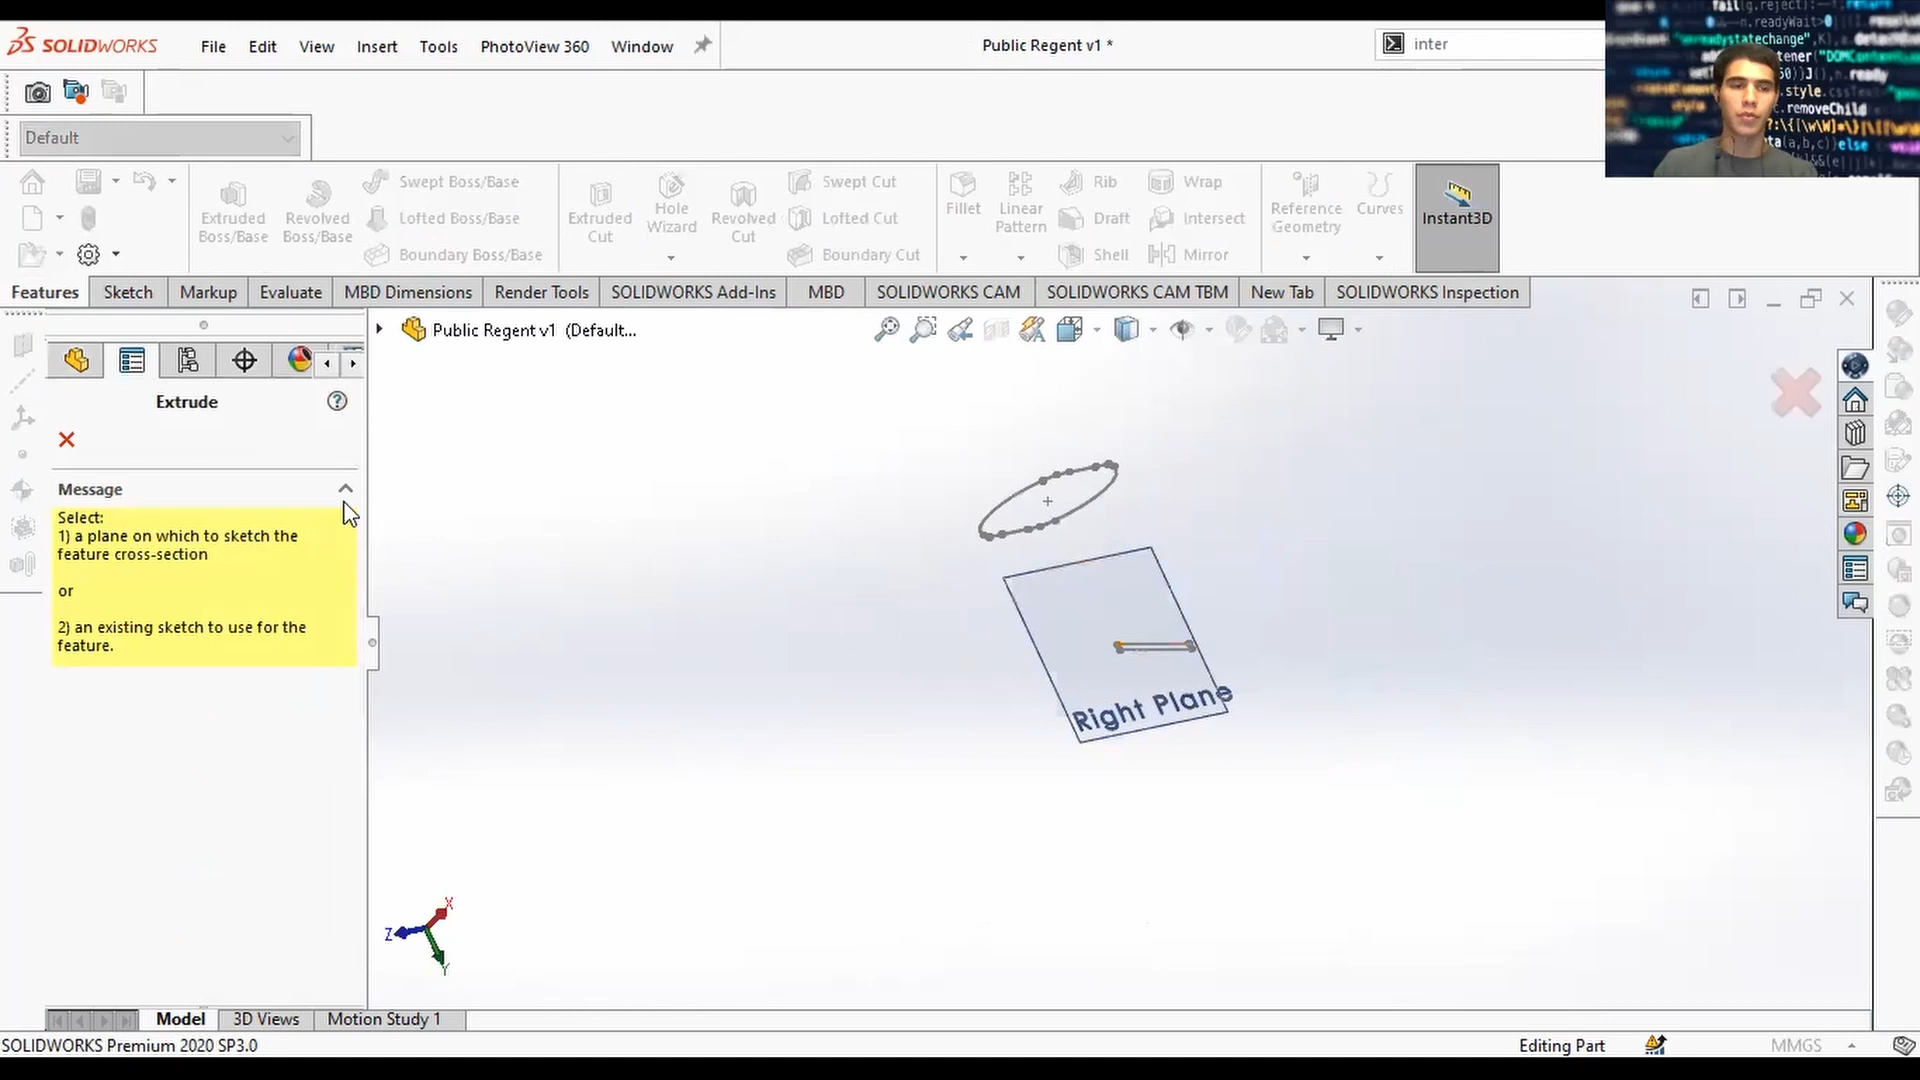 SOLIDWORKS
File Edit View Insert Tools PhotoView 360 Window
Public Regent v1 *
inter
Default
Extruded Boss/Base
Revolved Boss/Base
Swept Boss/Base
Lofted Boss/Base
Boundary Boss/Base
Extruded Cut
Hole Wizard
Revolved Cut
Swept Cut
Lofted Cut
Boundary Cut
Fillet
Linear Pattern
Rib
Draft
Shell
Wrap
Intersect
Mirror
Reference Geometry
Curves
Instant3D
Features Sketch Markup Evaluate MBD Dimensions Render Tools SOLIDWORKS Add-Ins MBD SOLIDWORKS CAM SOLIDWORKS CAM TBM New Tab SOLIDWORKS Inspection
Public Regent v1 (Default...
Extrude
Message
Select:
1) a plane on which to sketch the
feature cross-section
or
2) an existing sketch to use for the
feature.
Right Plane
X
Z
Y
Model 3D Views Motion Study 1
SOLIDWORKS Premium 2020 SP3.0
Editing Part
MMGS
.style
removeChild